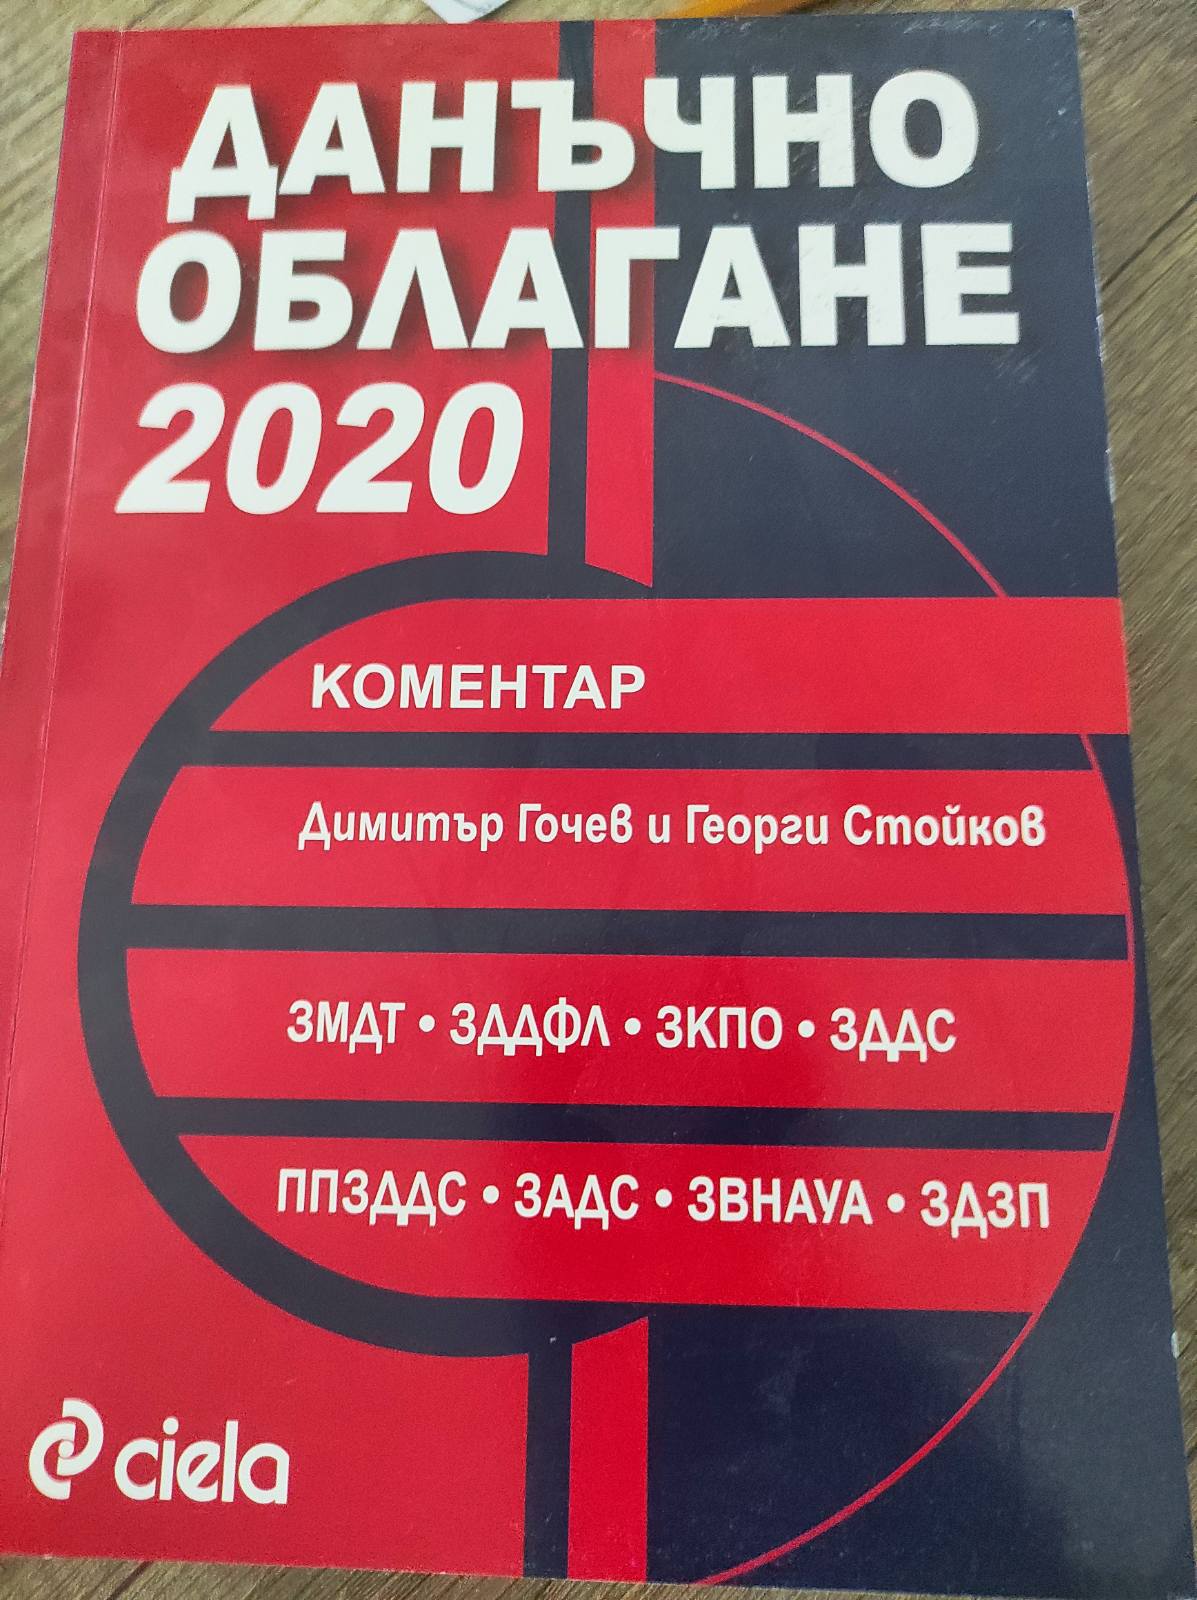 ДАНЪЧНО
ОБЛАГАНЕ
2020
КОМЕНТАР
Димитър Гочев и Георги Стойков
ЗМДТ • ЗДДФЛ • ЗКПО • ЗДДС
ППЗДДС • ЗАДС • ЗВНАУА • ЗДЗП
ciela